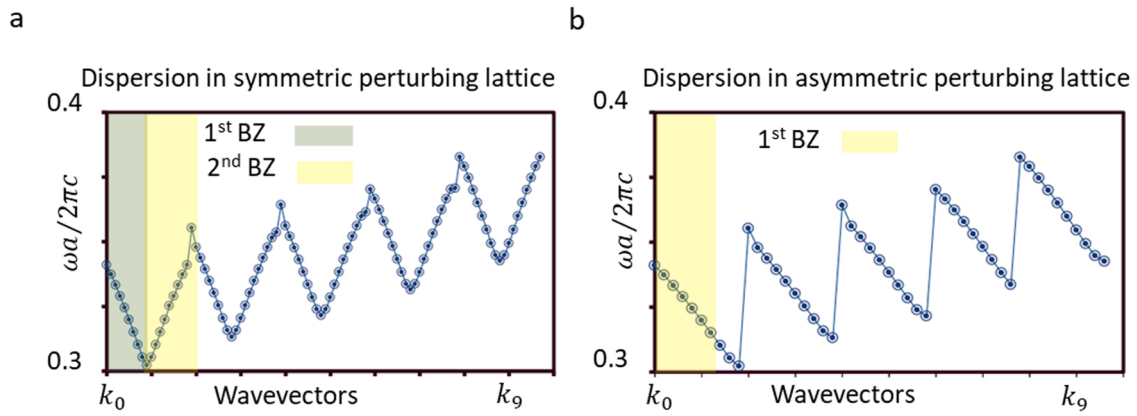 a
Dispersion in symmetric perturbing lattice
0.4
1st BZ
2nd BZ
ωa/2πc
0.3
k0
Wavevectors
k9
b
Dispersion in asymmetric perturbing lattice
0.4
1st BZ
ωa/2πc
0.3
k0
Wavevectors
k9